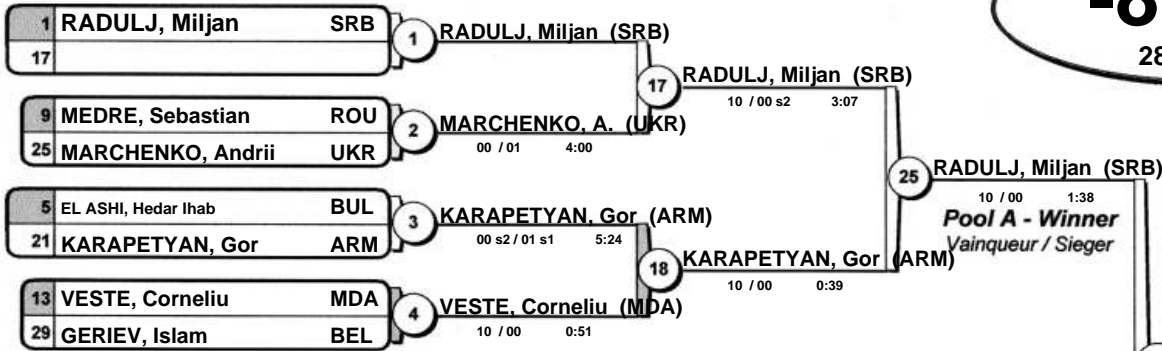 1 RADULJ, Miljan SRB
17
1
RADULJ, Miljan (SRB)
9 MEDRE, Sebastian ROU
25 MARCHENKO, Andrii UKR
2
MARCHENKO, A. (UKR)
00 / 01 4:00
17
RADULJ, Miljan (SRB)
10 / 00 s2 3:07
5 EL ASHI, Hedar Ihab BUL
21 KARAPETYAN, Gor ARM
3
KARAPETYAN, Gor (ARM)
00 s2 / 01 s1 5:24
13 VESTE, Corneliu MDA
29 GERIEV, Islam BEL
4
VESTE, Corneliu (MDA)
10 / 00 0:51
18
KARAPETYAN, Gor (ARM)
10 / 00 0:39
25
RADULJ, Miljan (SRB)
10 / 00 1:38
Pool A - Winner
Vainqueur / Sieger
28